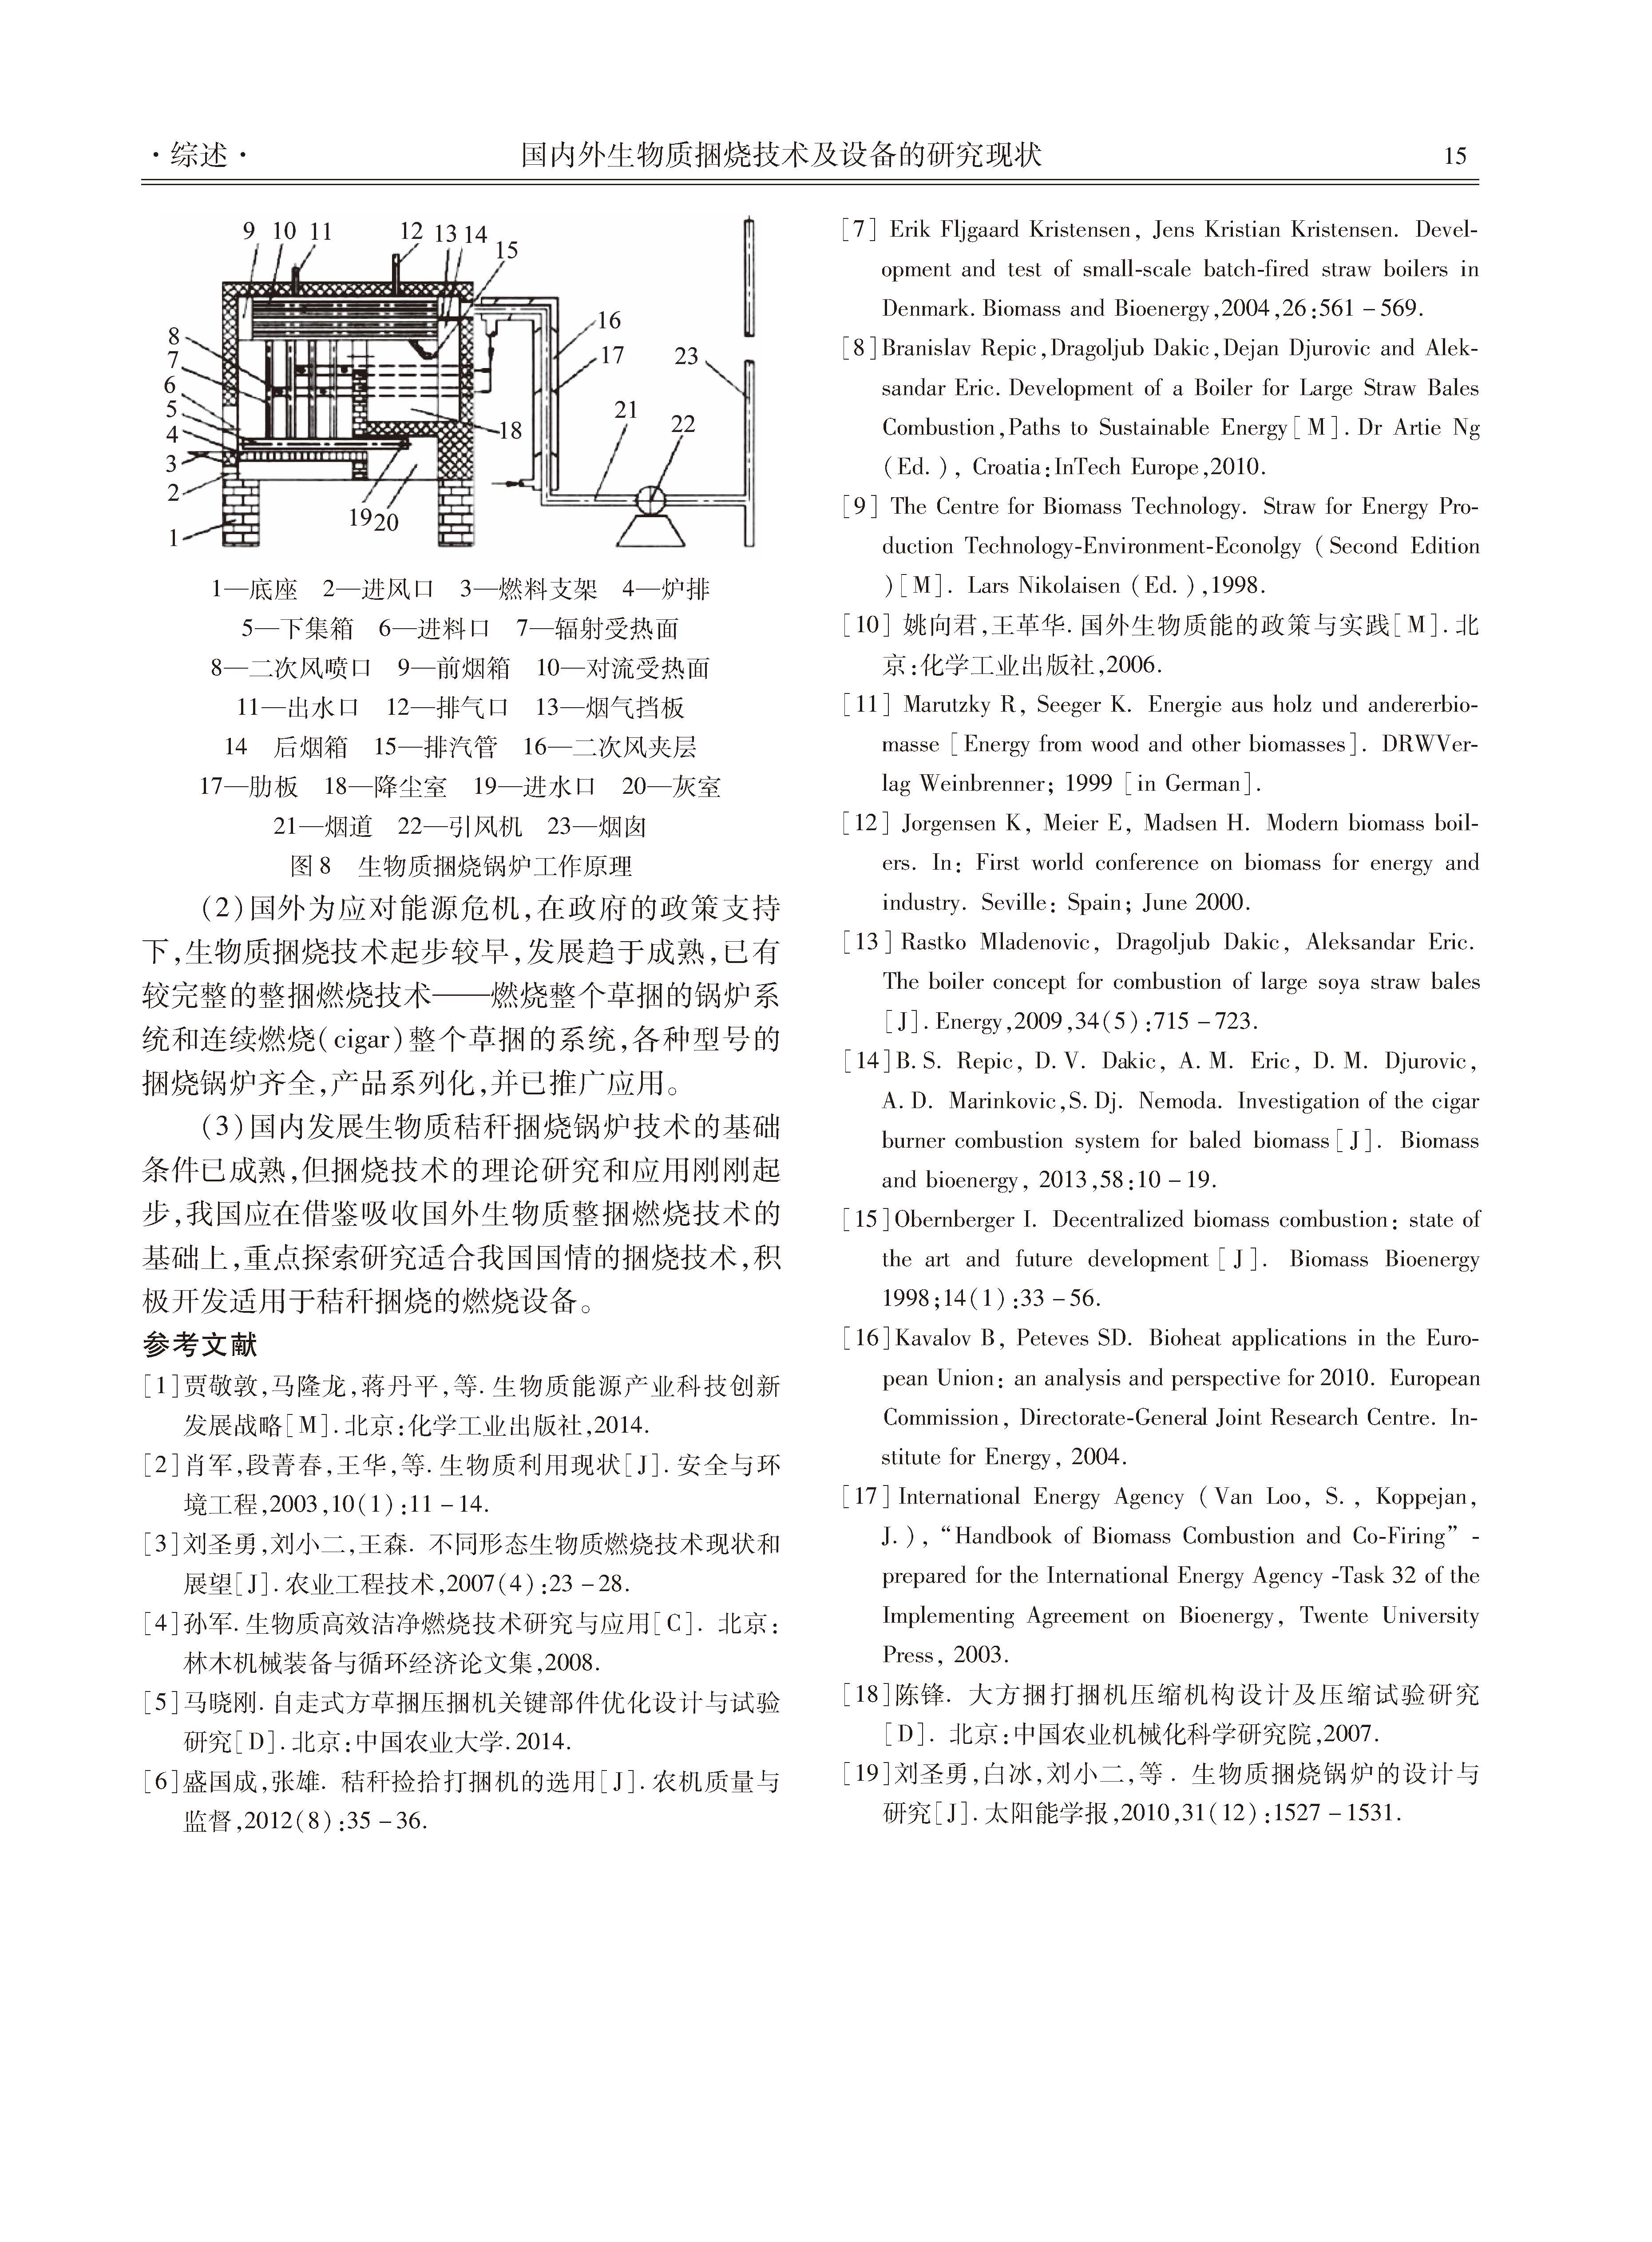 ·综述·
国内外生物质捆烧技术及设备的研究现状
15
9 10 11 12 13 14
15
16
17
23
8
7
6
5
4
3
2
1
21
22
18
19 20
1—底座 2—进风口 3—燃料支架 4—炉排
5—下集箱 6—进料口 7—辐射受热面
8—二次风喷口 9—前烟箱 10—对流受热面
11—出水口 12—排气口 13—烟气挡板
14 后烟箱 15—排汽管 16—二次风夹层
17—肋板 18—降尘室 19—进水口 20—灰室
21—烟道 22—引风机 23—烟囱
图8 生物质捆烧锅炉工作原理
(2)国外为应对能源危机,在政府的政策支持
下,生物质捆烧技术起步较早,发展趋于成熟,已有
较完整的整捆燃烧技术——燃烧整个草捆的锅炉系
统和连续燃烧(cigar)整个草捆的系统,各种型号的
捆烧锅炉齐全,产品系列化,并已推广应用。
(3)国内发展生物质秸秆捆烧锅炉技术的基础
条件已成熟,但捆烧技术的理论研究和应用刚刚起
步,我国应在借鉴吸收国外生物质整捆燃烧技术的
基础上,重点探索研究适合我国国情的捆烧技术,积
极开发适用于秸秆捆烧的燃烧设备。
参考文献
[1]贾敬敦,马隆龙,蒋丹平,等.生物质能源产业科技创新
发展战略[M].北京:化学工业出版社,2014.
[2]肖军,段菁春,王华,等.生物质利用现状[J].安全与环
境工程,2003,10(1):11-14.
[3]刘圣勇,刘小二,王森. 不同形态生物质燃烧技术现状和
展望[J].农业工程技术,2007(4):23-28.
[4]孙军.生物质高效洁净燃烧技术研究与应用[C]. 北京:
林木机械装备与循环经济论文集,2008.
[5]马晓刚.自走式方草捆压捆机关键部件优化设计与试验
研究[D].北京:中国农业大学.2014.
[6]盛国成,张雄. 秸秆捡拾打捆机的选用[J].农机质量与
监督,2012(8):35-36.
[7] Erik Fljgaard Kristensen, Jens Kristian Kristensen. Devel-
opment and test of small-scale batch-fired straw boilers in
Denmark. Biomass and Bioenergy,2004,26:561-569.
[8]Branislav Repic,Dragoljub Dakic,Dejan Djurovic and Alek-
sandar Eric. Development of a Boiler for Large Straw Bales
Combustion,Paths to Sustainable Energy[M]. Dr Artie Ng
(Ed.), Croatia:InTech Europe,2010.
[9] The Centre for Biomass Technology. Straw for Energy Pro-
duction Technology-Environment-Econolgy (Second Edition
)[M]. Lars Nikolaisen (Ed.),1998.
[10] 姚向君,王革华.国外生物质能的政策与实践[M].北
京:化学工业出版社,2006.
[11] Marutzky R, Seeger K. Energie aus holz und andererbio-
masse [Energy from wood and other biomasses]. DRWVer-
lag Weinbrenner; 1999 [in German].
[12] Jorgensen K, Meier E, Madsen H. Modern biomass boil-
ers. In: First world conference on biomass for energy and
industry. Seville: Spain; June 2000.
[13] Rastko Mladenovic, Dragoljub Dakic, Aleksandar Eric.
The boiler concept for combustion of large soya straw bales
[J]. Energy,2009,34(5):715-723.
[14]B. S. Repic, D. V. Dakic, A. M. Eric, D. M. Djurovic,
A. D. Marinkovic,S. Dj. Nemoda. Investigation of the cigar
burner combustion system for baled biomass[J]. Biomass
and bioenergy, 2013,58:10-19.
[15]Obernberger I. Decentralized biomass combustion: state of
the art and future development[J]. Biomass Bioenergy
1998;14(1):33-56.
[16]Kavalov B, Peteves SD. Bioheat applications in the Euro-
pean Union: an analysis and perspective for 2010. European
Commission, Directorate-General Joint Research Centre. In-
stitute for Energy, 2004.
[17] International Energy Agency (Van Loo, S., Koppejan,
J.), “Handbook of Biomass Combustion and Co-Firing” -
prepared for the International Energy Agency -Task 32 of the
Implementing Agreement on Bioenergy, Twente University
Press, 2003.
[18]陈锋. 大方捆打捆机压缩机构设计及压缩试验研究
[D]. 北京:中国农业机械化科学研究院,2007.
[19]刘圣勇,白冰,刘小二,等. 生物质捆烧锅炉的设计与
研究[J].太阳能学报,2010,31(12):1527-1531.